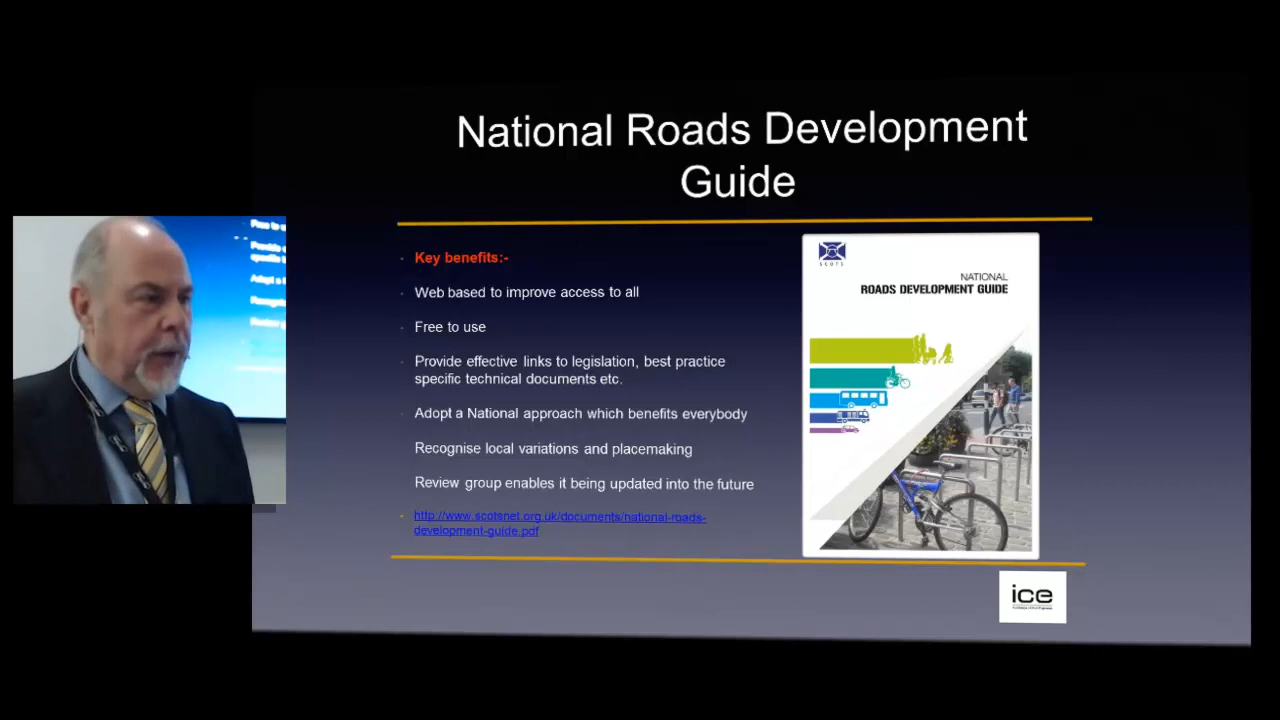 National Roads Development
Guide
Key benefits:-
Web based to improve access to all
Free to use
Provide effective links to legislation, best practice
specific technical documents etc.
Adopt a National approach which benefits everybody
Recognise local variations and placemaking
Review group enables it being updated into the future
http://www.scotsnet.org.uk/documents/national-roads-
development-guide.pdf
SCOTS
NATIONAL
ROADS DEVELOPMENT GUIDE
ice